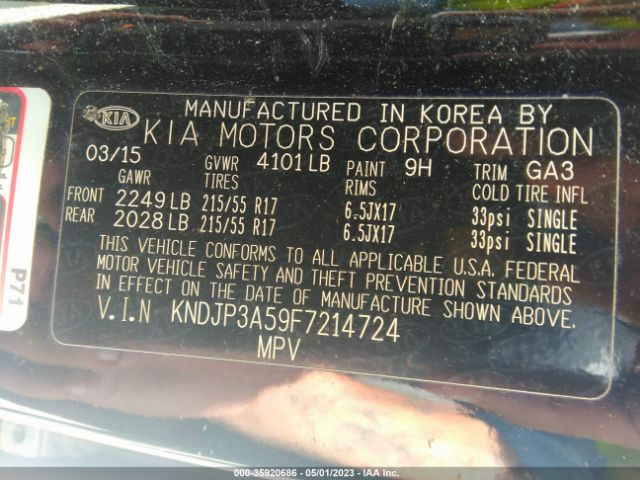 MANUFACTURED IN KOREA BY
KIA KIA MOTORS CORPORATION
03/15 GVWR 4101 LB PAINT 9H TRIM GA3
GAWR TIRES RIMS COLD TIRE INFL
FRONT 2249 LB 215/55 R17 6.5JX17 33psi SINGLE
REAR 2028 LB 215/55 R17 6.5JX17 33psi SINGLE
THIS VEHICLE CONFORMS TO ALL APPLICABLE U.S.A. FEDERAL
MOTOR VEHICLE SAFETY AND THEFT PREVENTION STANDARDS
IN EFFECT ON THE DATE OF MANUFACTURE SHOWN ABOVE.
V.I.N KNDJP3A59F7214724
MPV
P71
000-35920686 - 05/01/2023 - IAA Inc.